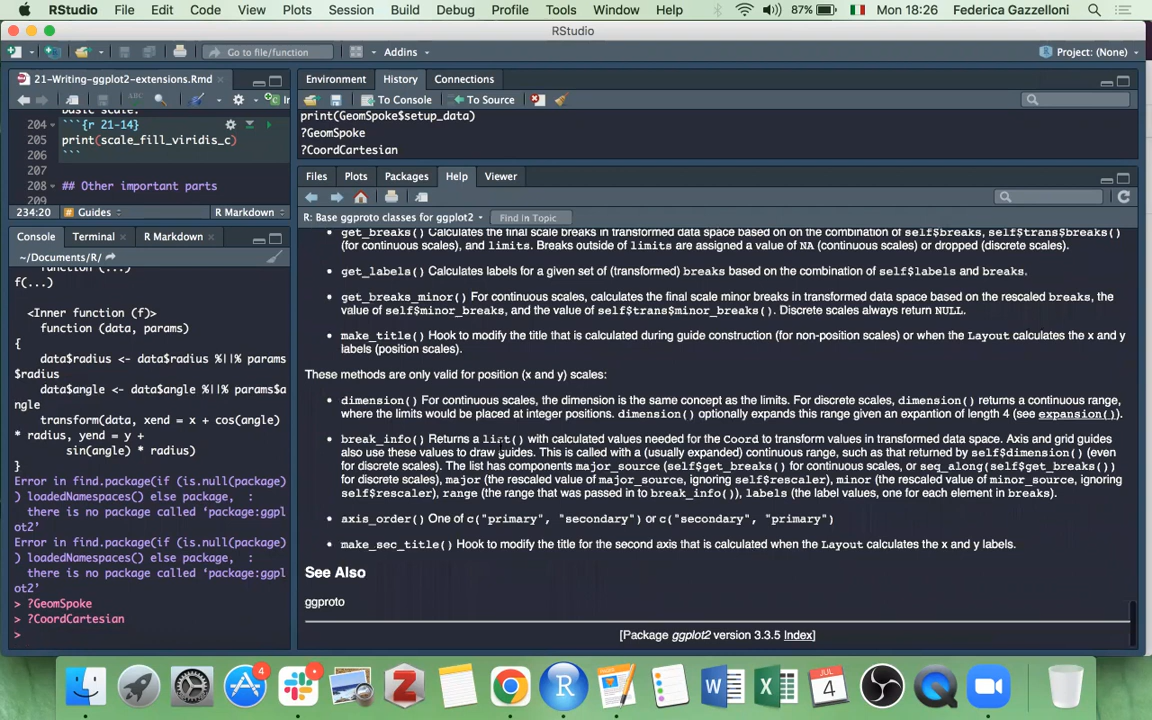 RStudio File Edit Code View Plots Session Build Debug Profile Tools Window Help 87% Mon 18:26 Federica Gazzelloni
RStudio
Go to file/function Addins Project: (None)
21-Writing-ggplot2-extensions.Rmd
In
basic scale.
204 ```{r 21-14}
205 print(scale_fill_viridis_c)
206 ```
207
208 ## Other important parts
209
234:20 # Guides R Markdown
Console Terminal R Markdown
~/Documents/R/
function (...)
f(...)
<Inner function (f)>
function (data, params)
{
data$radius <- data$radius %||% params
$radius
data$angle <- data$angle %||% params$a
ngle
transform(data, xend = x + cos(angle)
* radius, yend = y +
sin(angle) * radius)
}
Error in find.package(if (is.null(package)
) loadedNamespaces() else package, :
there is no package called ‘package:ggpl
ot2’
Error in find.package(if (is.null(package)
) loadedNamespaces() else package, :
there is no package called ‘package:ggpl
ot2’
> ?GeomSpoke
> ?CoordCartesian
>
Environment History Connections
To Console To Source
print(GeomSpoke$setup_data)
?GeomSpoke
?CoordCartesian
Files Plots Packages Help Viewer
R: Base ggproto classes for ggplot2 Find in Topic
• get_breaks() Calculates the final scale breaks in transformed data space based on on the combination of self$breaks, self$trans$breaks()
(for continuous scales), and limits. Breaks outside of limits are assigned a value of NA (continuous scales) or dropped (discrete scales).
• get_labels() Calculates labels for a given set of (transformed) breaks based on the combination of self$labels and breaks.
• get_breaks_minor() For continuous scales, calculates the final scale minor breaks in transformed data space based on the rescaled breaks, the
value of self$minor_breaks, and the value of self$trans$minor_breaks(). Discrete scales always return NULL.
• make_title() Hook to modify the title that is calculated during guide construction (for non-position scales) or when the Layout calculates the x and y
labels (position scales).
These methods are only valid for position (x and y) scales:
• dimension() For continuous scales, the dimension is the same concept as the limits. For discrete scales, dimension() returns a continuous range,
where the limits would be placed at integer positions. dimension() optionally expands this range given an expantion of length 4 (see expansion()).
• break_info() Returns a list() with calculated values needed for the Coord to transform values in transformed data space. Axis and grid guides
also use these values to draw guides. This is called with a (usually expanded) continuous range, such as that returned by self$dimension() (even
for discrete scales). The list has components major_source (self$get_breaks() for continuous scales, or seq_along(self$get_breaks())
for discrete scales), major (the rescaled value of major_source, ignoring self$rescaler), minor (the rescaled value of minor_source, ignoring
self$rescaler), range (the range that was passed in to break_info()), labels (the label values, one for each element in breaks).
• axis_order() One of c("primary", "secondary") or c("secondary", "primary")
• make_sec_title() Hook to modify the title for the second axis that is calculated when the Layout calculates the x and y labels.
See Also
ggproto
[Package ggplot2 version 3.3.5 Index]
4
Z
R
W
X
JUL
4